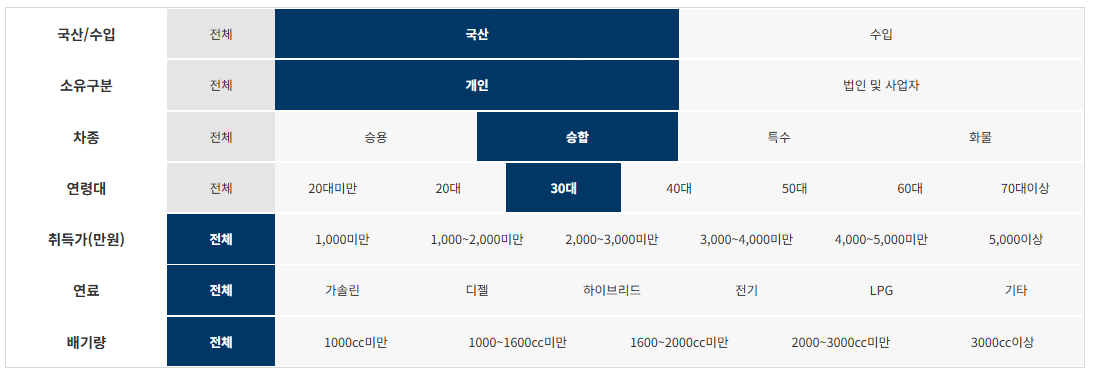 국산/수입 전체 국산 수입
소유구분 전체 개인 법인 및 사업자
차종 전체 승용 승합 특수 화물
연령대 전체 20대미만 20대 30대 40대 50대 60대 70대이상
취득가(만원) 전체 1,000미만 1,000~2,000미만 2,000~3,000미만 3,000~4,000미만 4,000~5,000미만 5,000이상
연료 전체 가솔린 디젤 하이브리드 전기 LPG 기타
배기량 전체 1000cc미만 1000~1600cc미만 1600~2000cc미만 2000~3000cc미만 3000cc이상